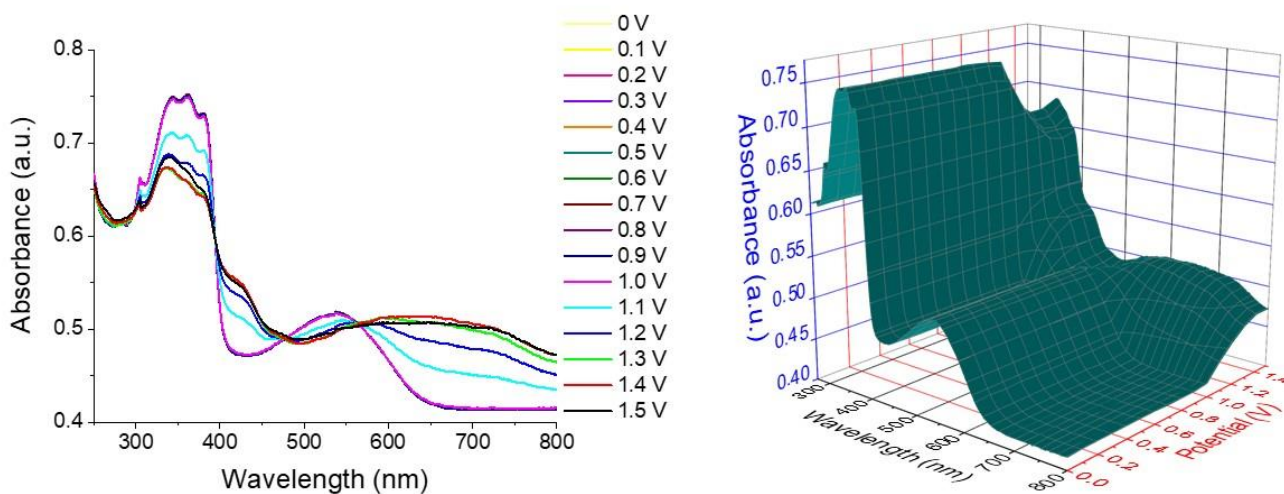 0.8
0.7
0.6
0.5
0.4
300 400 500 600 700 800
Absorbance (a.u.)
Wavelength (nm)
0 V
0.1 V
0.2 V
0.3 V
0.4 V
0.5 V
0.6 V
0.7 V
0.8 V
0.9 V
1.0 V
1.1 V
1.2 V
1.3 V
1.4 V
1.5 V
0.75
0.70
0.65
0.60
0.55
0.50
0.45
0.40
Absorbance (a.u.)
300
400
500
600
700
800
Wavelength (nm)
0.0
0.2
0.4
0.6
0.8
1.0
1.2
1.4
Potential (V)